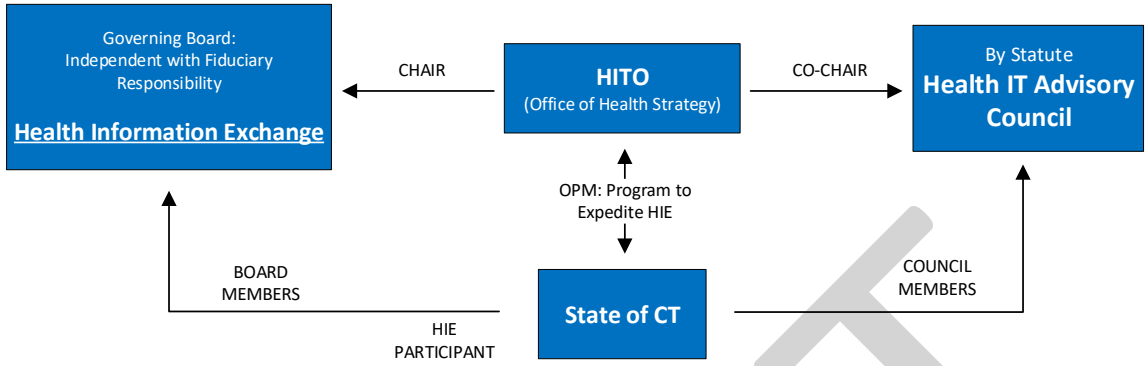 Governing Board:
Independent with Fiduciary
Responsibility
Health Information Exchange
CHAIR
HITO
(Office of Health Strategy)
CO-CHAIR
By Statute
Health IT Advisory
Council
OPM: Program to
Expedite HIE
BOARD
MEMBERS
HIE
PARTICIPANT
State of CT
COUNCIL
MEMBERS